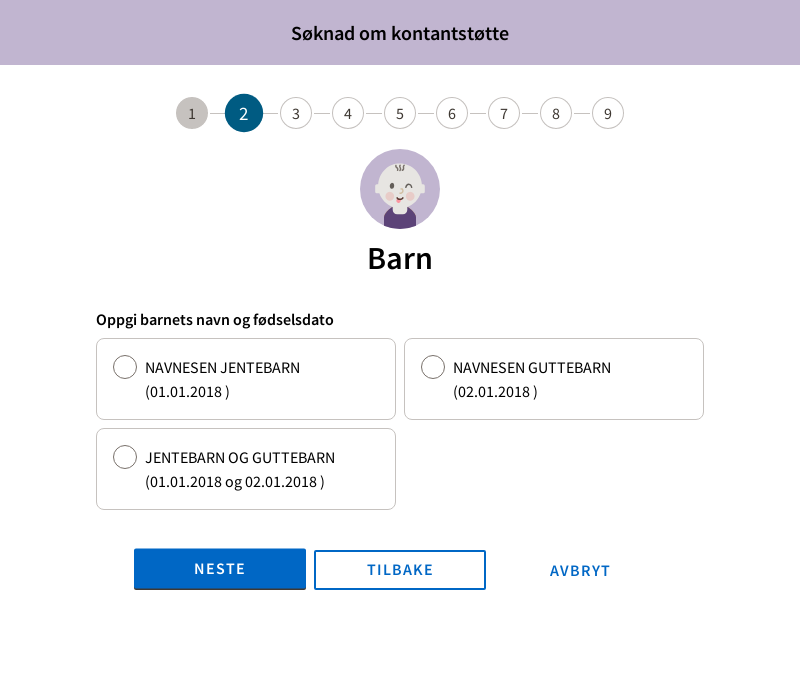 Søknad om kontantstøtte
1 2 3 4 5 6 7 8 9
Barn
Oppgi barnets navn og fødselsdato
NAVNESEN JENTEBARN
(01.01.2018 )
NAVNESEN GUTTEBARN
(02.01.2018 )
JENTEBARN OG GUTTEBARN
(01.01.2018 og 02.01.2018 )
NESTE TILBAKE AVBRYT